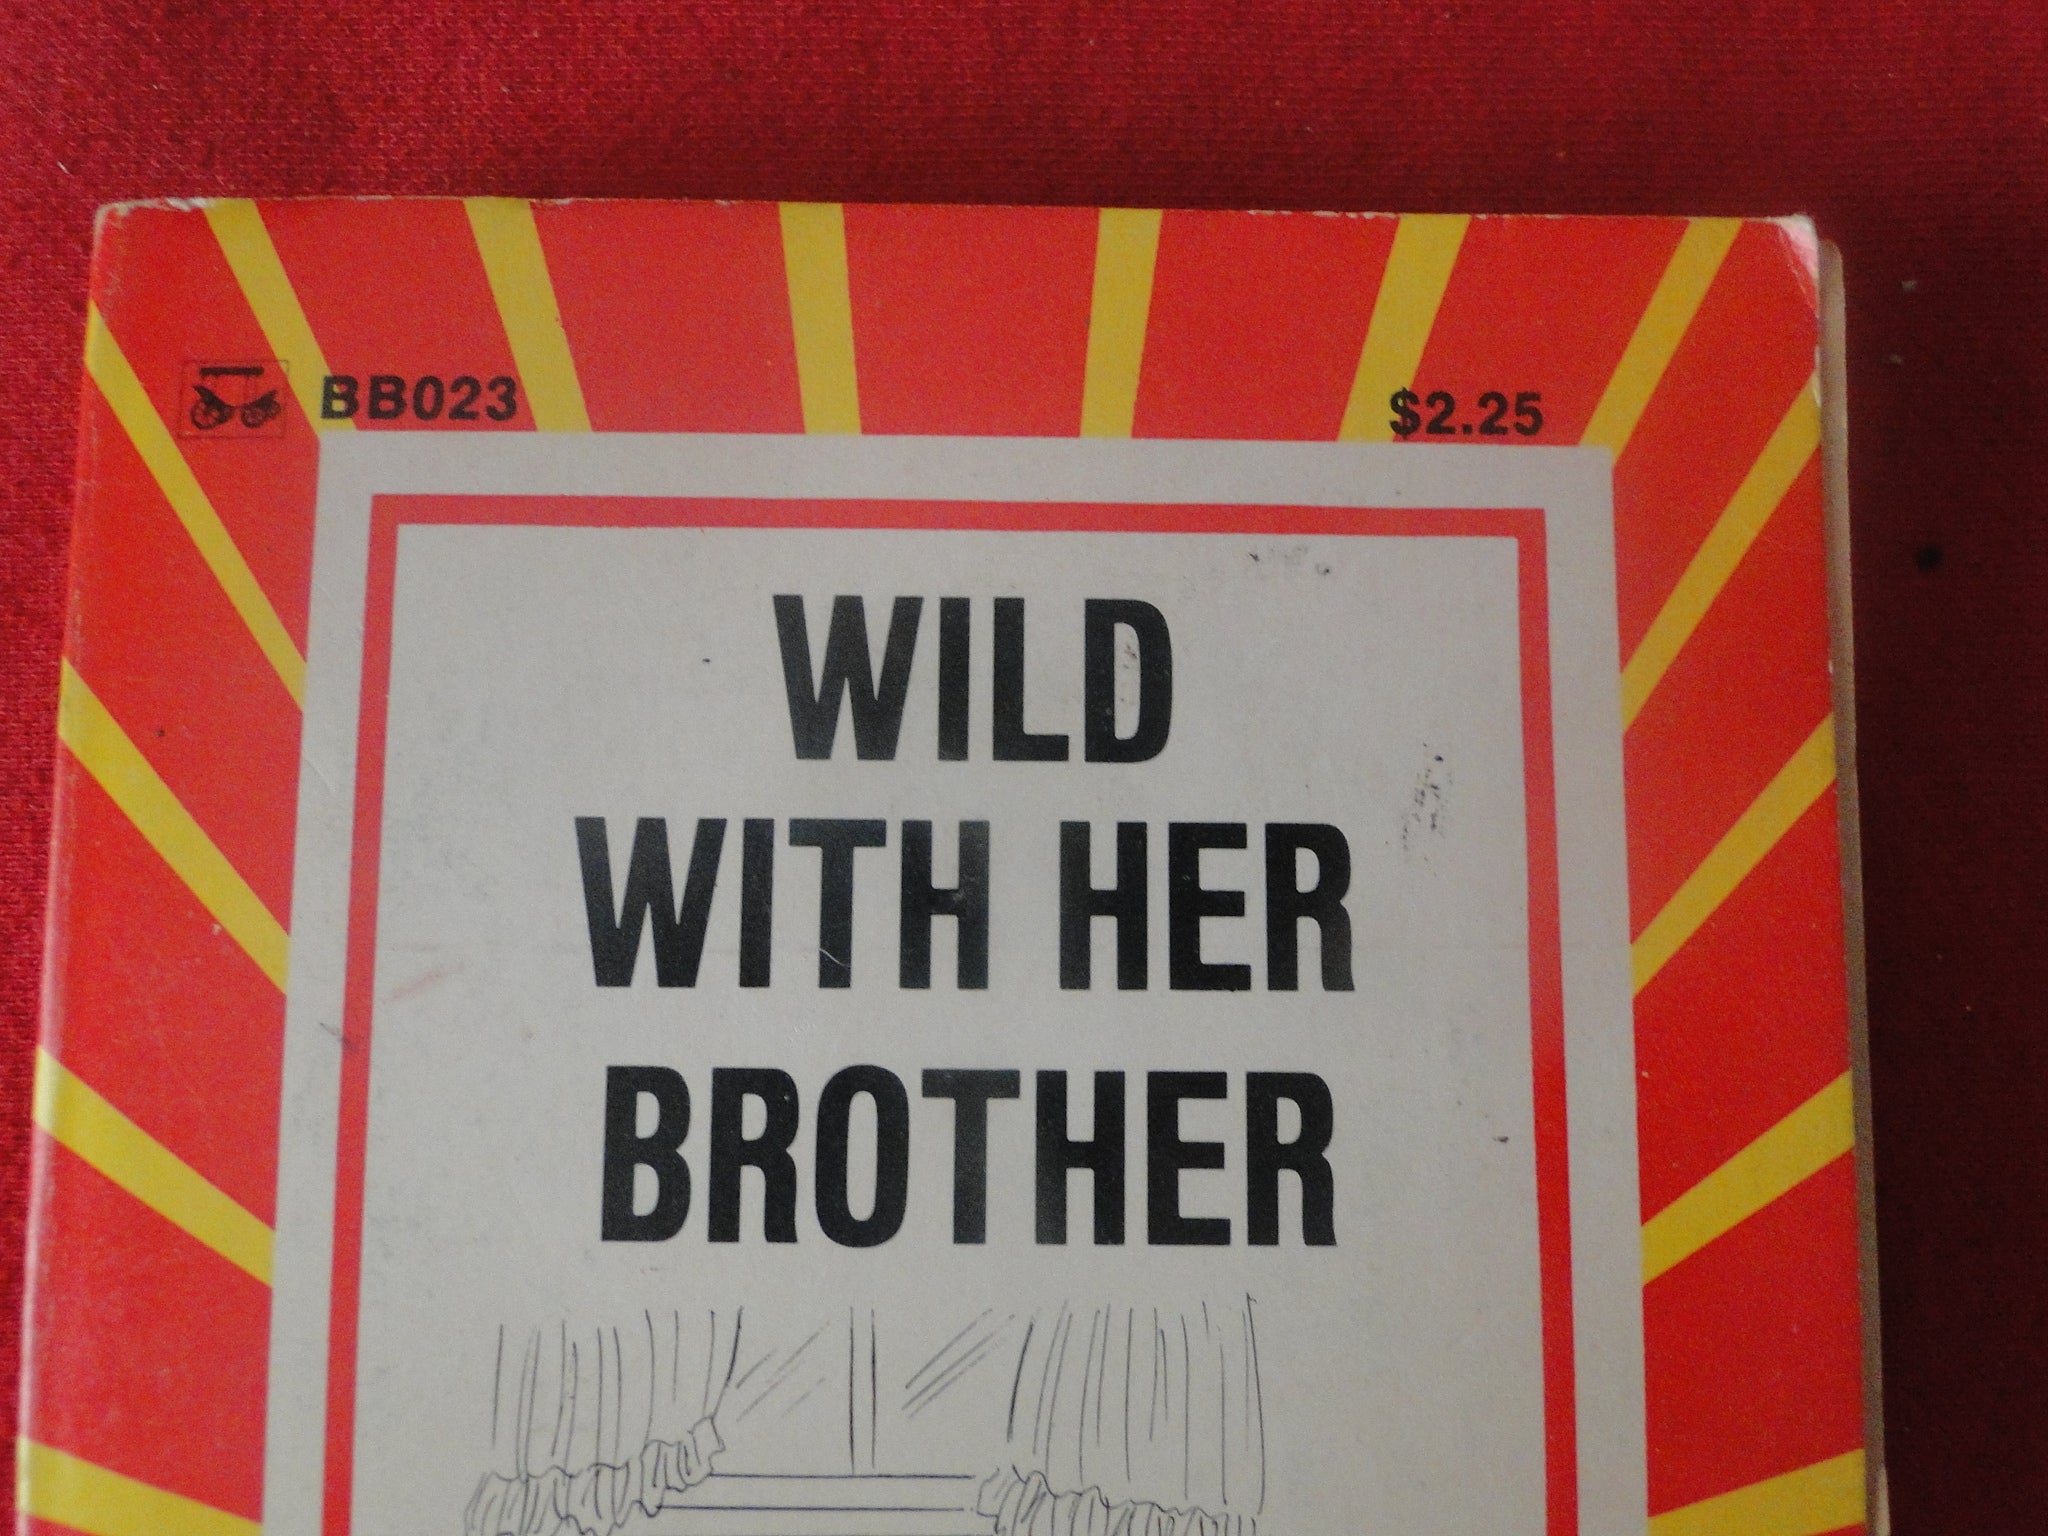 BB023
$2.25
WILD
WITH HER
BROTHER